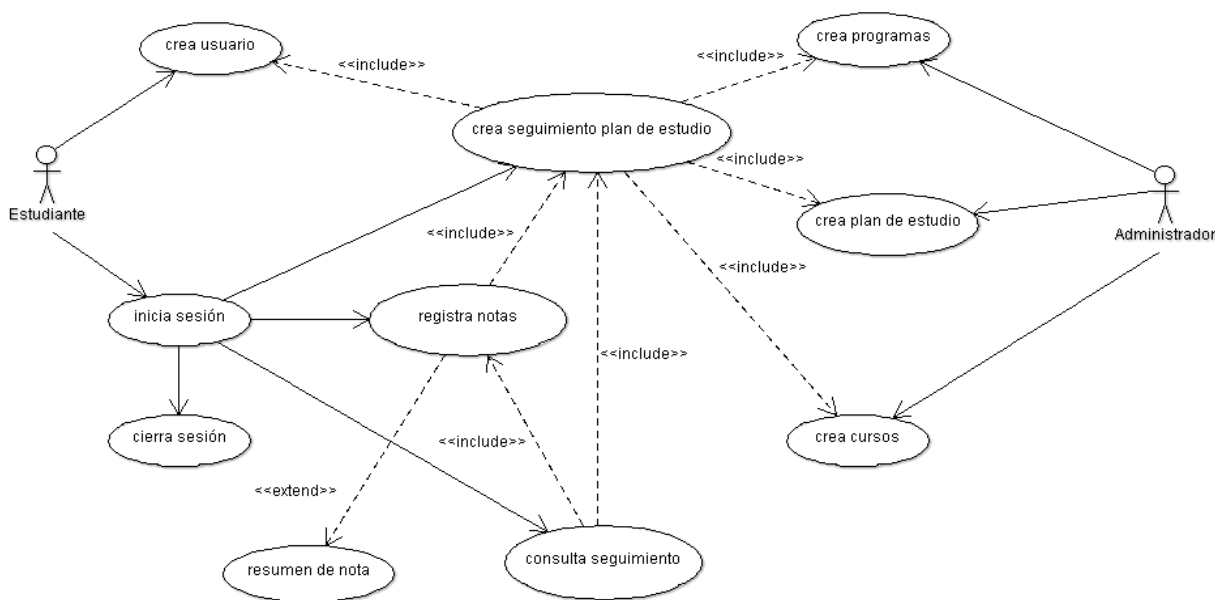 crea usuario
crea programas
<<include>>
<<include>>
crea seguimiento plan de estudio
<<include>>
Estudiante
crea plan de estudio
Administrador
<<include>>
<<include>>
inicia sesión
registra notas
<<include>>
cierra sesión
<<include>>
crea cursos
<<extend>>
resumen de nota
consulta seguimiento